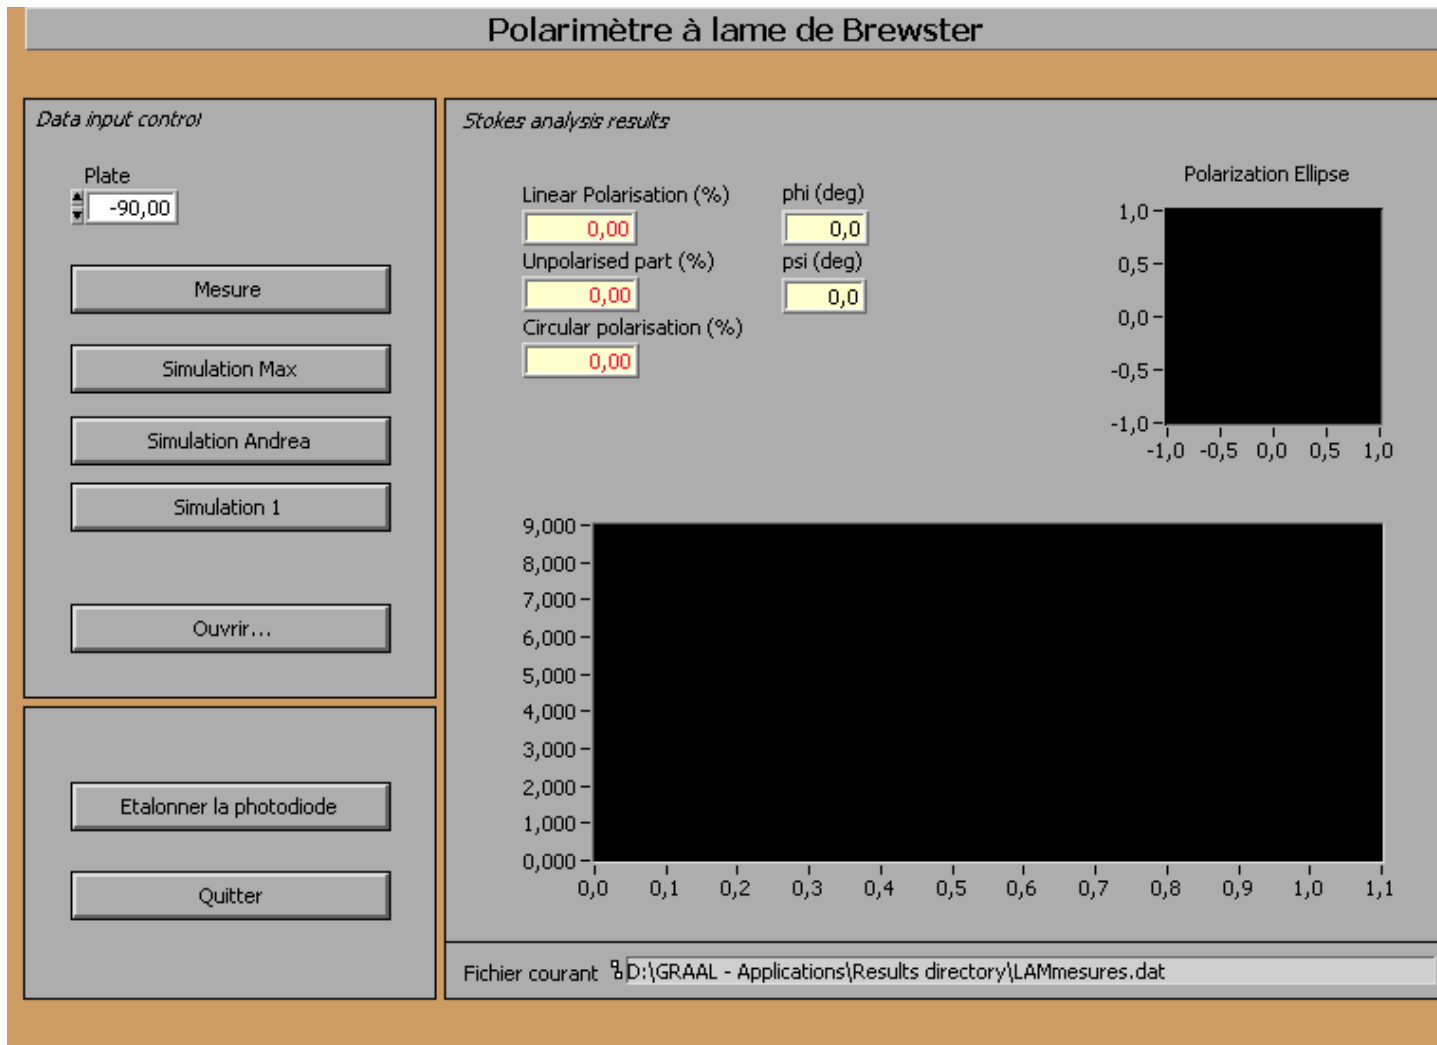 Polarimètre à lame de Brewster
Data input control
Plate
-90,00
Mesure
Simulation Max
Simulation Andrea
Simulation 1
Ouvrir...
Etalonner la photodiode
Quitter
Stokes analysis results
Linear Polarisation (%)
0,00
phi (deg)
0,0
Unpolarised part (%)
0,00
psi (deg)
0,0
Circular polarisation (%)
0,00
Polarization Ellipse
1,0
0,5
0,0
-0,5
-1,0
-1,0 -0,5 0,0 0,5 1,0
9,000
8,000
7,000
6,000
5,000
4,000
3,000
2,000
1,000
0,000
0,0 0,1 0,2 0,3 0,4 0,5 0,6 0,7 0,8 0,9 1,0 1,1
Fichier courant D:\GRAAL - Applications\Results directory\LAMmesures.dat